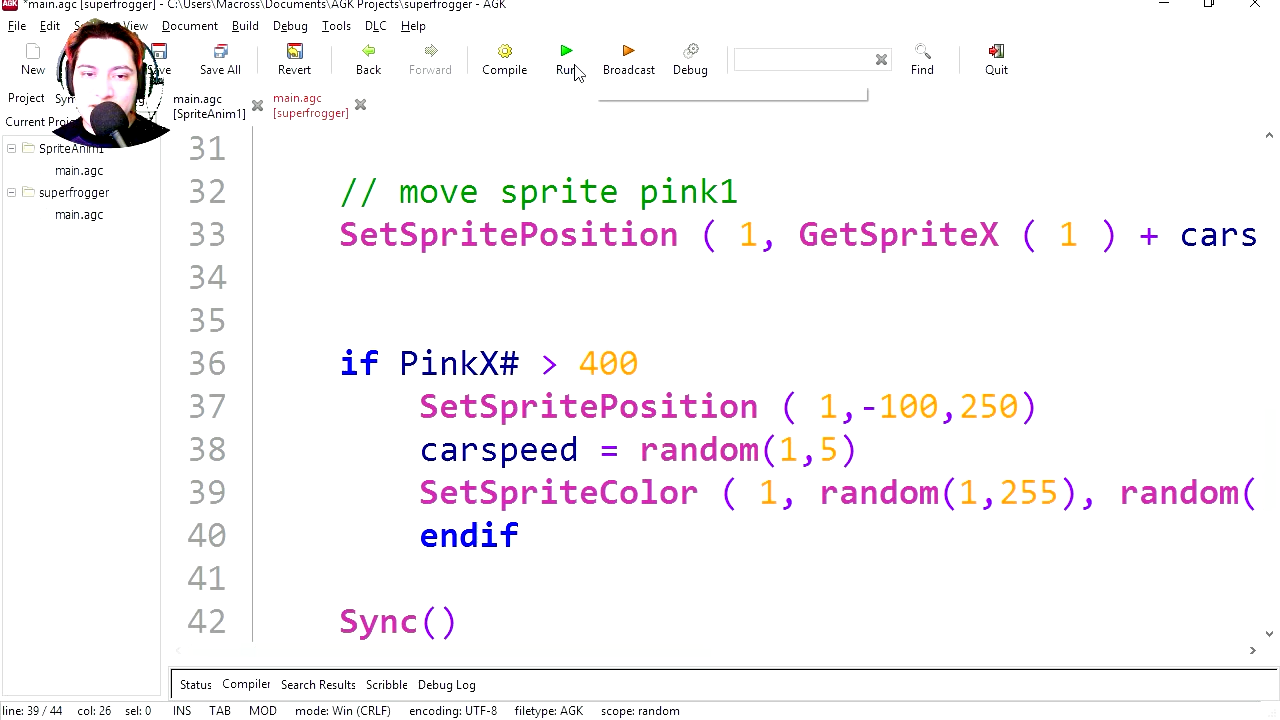 AGK *main.agc [superfrogger] - C:\Users\Macross\Documents\AGK Projects\superfrogger - AGK
File Edit View Document Build Debug Tools DLC Help
New Save Save All Revert Back Forward Compile Run Broadcast Debug Find Quit
Project main.agc [SpriteAnim1] main.agc [superfrogger]
SpriteAnim1
main.agc
superfrogger
main.agc
31
32 // move sprite pink1
33 SetSpritePosition ( 1, GetSpriteX ( 1 ) + cars
34
35
36 if PinkX# > 400
37 SetSpritePosition ( 1,-100,250)
38 carspeed = random(1,5)
39 SetSpriteColor ( 1, random(1,255), random(
40 endif
41
42 Sync()
Status Compiler Search Results Scribble Debug Log
line: 39 / 44 col: 26 sel: 0 INS TAB MOD mode: Win (CRLF) encoding: UTF-8 filetype: AGK scope: random